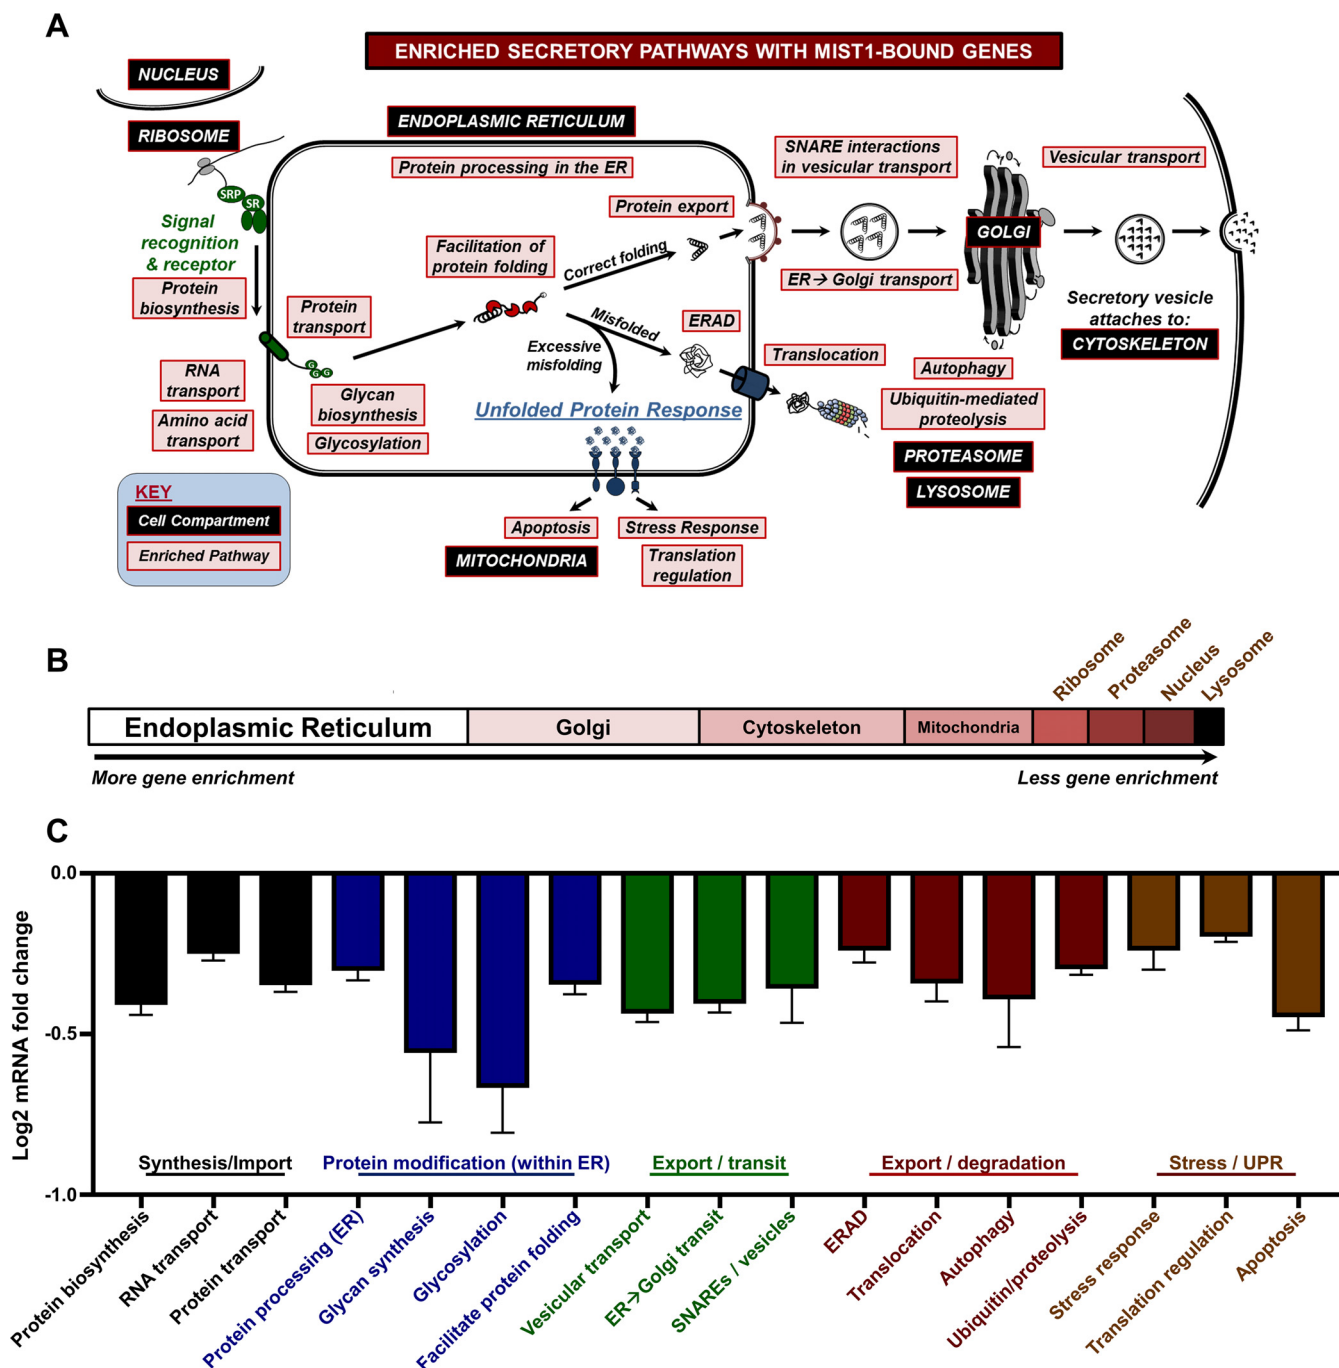 A
ENRICHED SECRETORY PATHWAYS WITH MIST1-BOUND GENES
NUCLEUS
RIBOSOME
ENDOPLASMIC RETICULUM
Protein processing in the ER
SNARE interactions
in vesicular transport
Vesicular transport
SRP
SR
Signal
recognition
& receptor
Protein
biosynthesis
Protein export
Facilitation of
protein folding
Correct folding
GOLGI
ER→ Golgi transport
Protein
transport
Misfolded
ERAD
Excessive
misfolding
Translocation
Secretory vesicle
attaches to:
CYTOSKELETON
RNA
transport
Amino acid
transport
G
G
G
Glycan
biosynthesis
Glycosylation
Unfolded Protein Response
Autophagy
Ubiquitin-mediated
proteolysis
PROTEASOME
LYSOSOME
KEY
Cell Compartment
Enriched Pathway
Apoptosis
MITOCHONDRIA
Stress Response
Translation
regulation
B
Ribosome
Proteasome
Nucleus
Lysosome
Endoplasmic Reticulum
Golgi
Cytoskeleton
Mitochondria
More gene enrichment
Less gene enrichment
C
Log2 mRNA fold change
0.0
-0.5
-1.0
Synthesis/Import
Protein modification (within ER)
Export / transit
Export / degradation
Stress / UPR
Protein biosynthesis
RNA transport
Protein transport
Protein processing (ER)
Glycan synthesis
Glycosylation
Facilitate protein folding
Vesicular transport
ER→Golgi transit
SNAREs / vesicles
ERAD
Translocation
Autophagy
Ubiquitin/proteolysis
Stress response
Translation regulation
Apoptosis